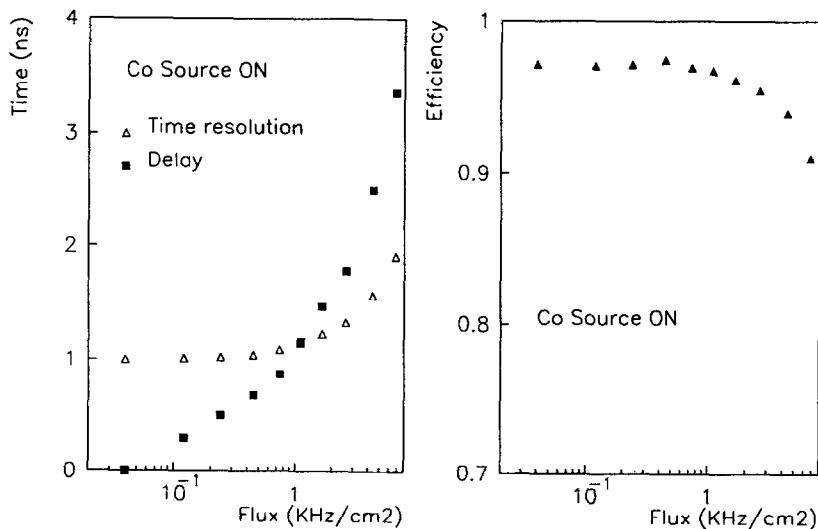 4
3
2
1
0
Time (ns)
Co Source ON
Time resolution
Delay
10⁻¹
1
Flux (KHz/cm2)
1
0.9
0.8
0.7
Efficiency
Co Source ON
10⁻¹
1
Flux (KHz/cm2)